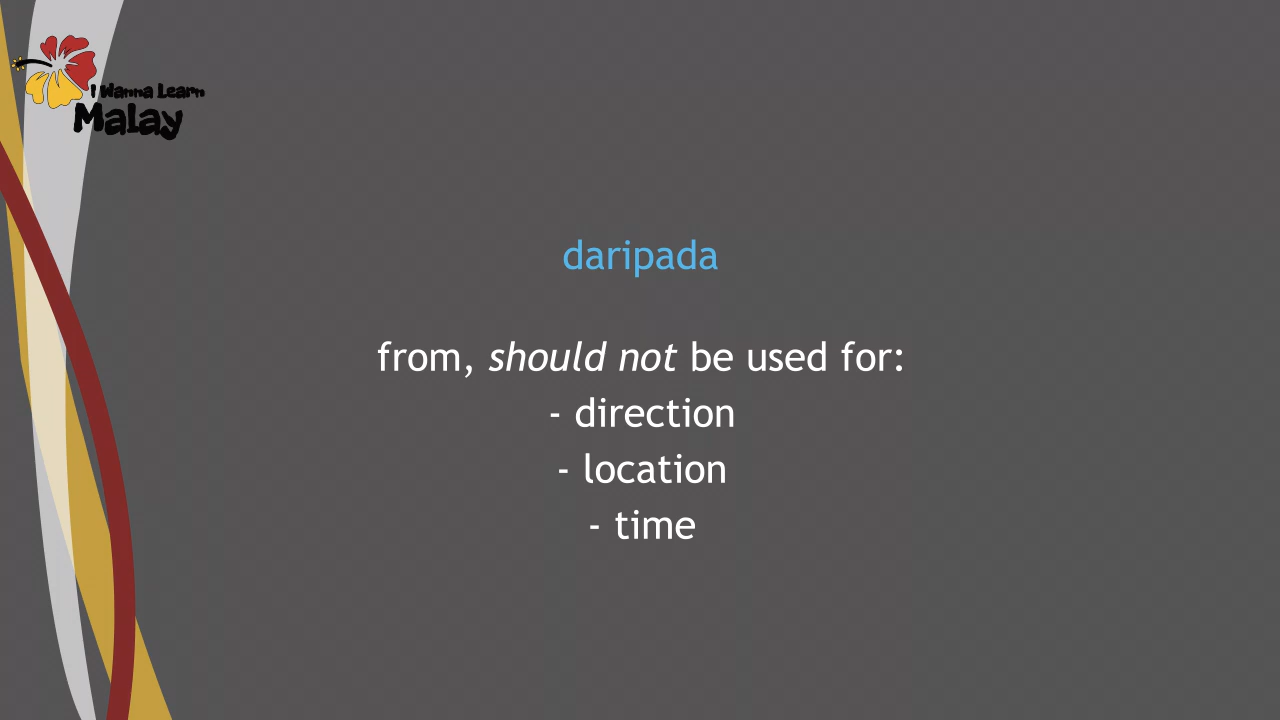 I Wanna Learn
Malay
daripada
from, should not be used for:
- direction
- location
- time